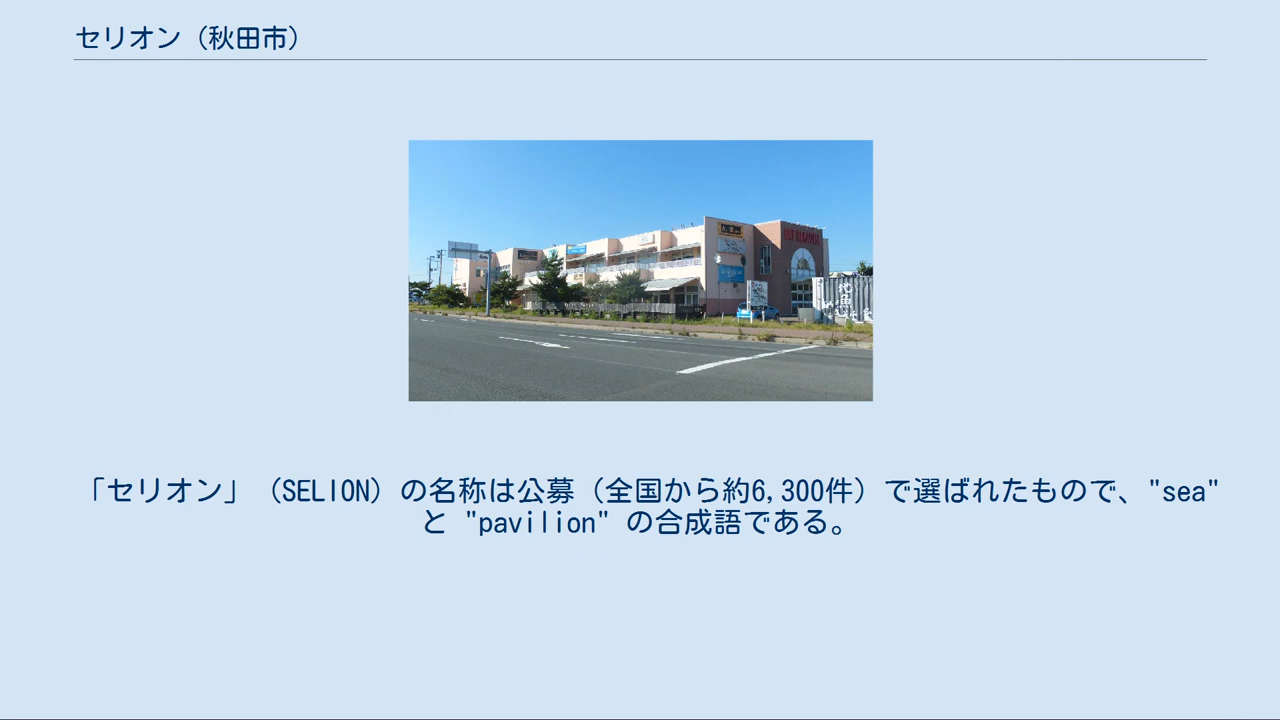 セリオン（秋田市）
「セリオン」（SELION）の名称は公募（全国から約6,300件）で選ばれたもので、"sea"
と "pavilion" の合成語である。